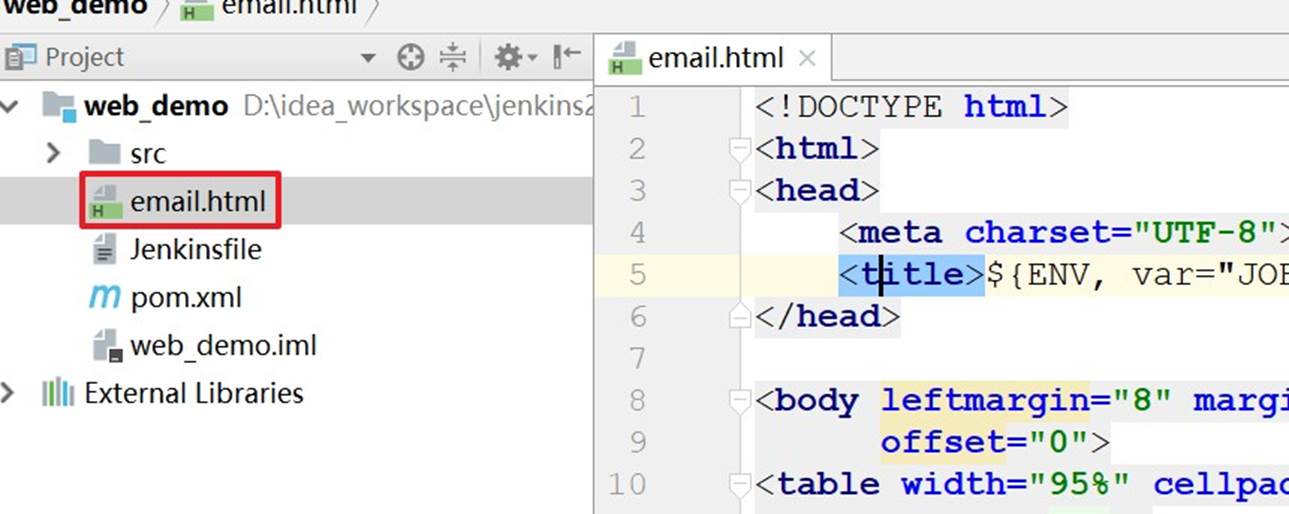 web_demo email.html
Project
web_demo D:\idea_workspace\jenkins2
src
email.html
Jenkinsfile
pom.xml
web_demo.iml
External Libraries
email.html
1 <!DOCTYPE html>
2 <html>
3 <head>
4 <meta charset="UTF-8">
5 <title>${ENV, var="JOB
6 </head>
7
8 <body leftmargin="8" margi
9 offset="0">
10 <table width="95%" cellpac